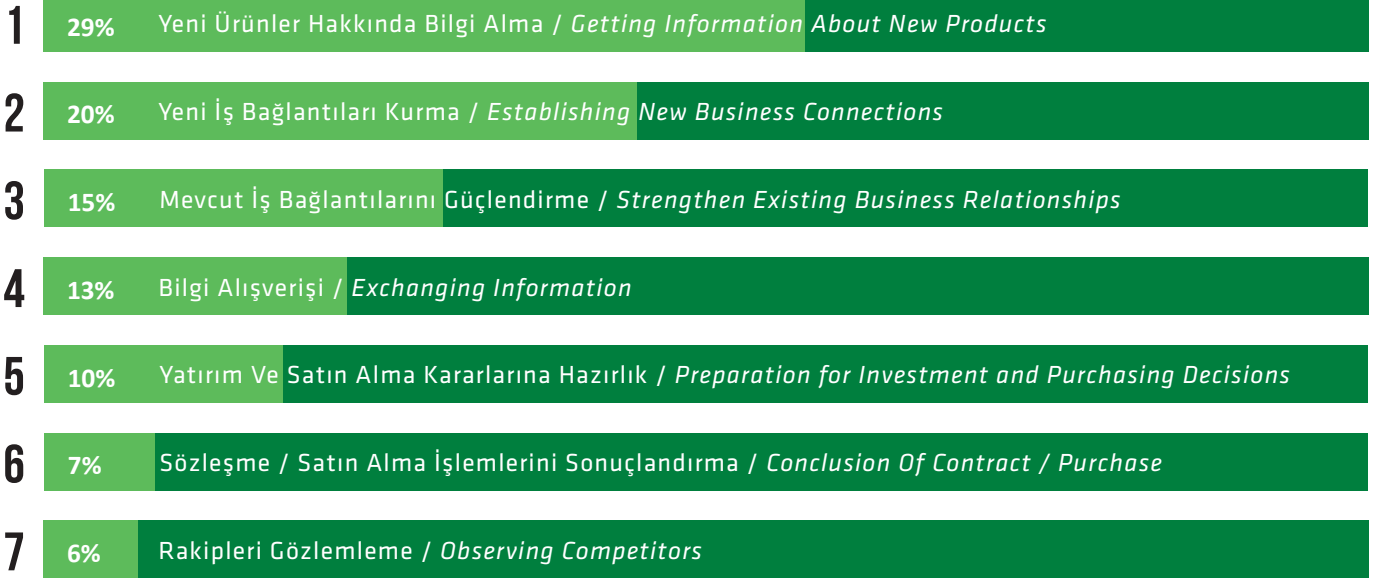 1 29% Yeni Ürünler Hakkında Bilgi Alma / Getting Information About New Products
2 20% Yeni İş Bağlantıları Kurma / Establishing New Business Connections
3 15% Mevcut İş Bağlantılarını Güçlendirme / Strengthen Existing Business Relationships
4 13% Bilgi Alışverişi / Exchanging Information
5 10% Yatırım Ve Satın Alma Kararlarına Hazırlık / Preparation for Investment and Purchasing Decisions
6 7% Sözleşme / Satın Alma İşlemlerini Sonuçlandırma / Conclusion Of Contract / Purchase
7 6% Rakipleri Gözlemleme / Observing Competitors